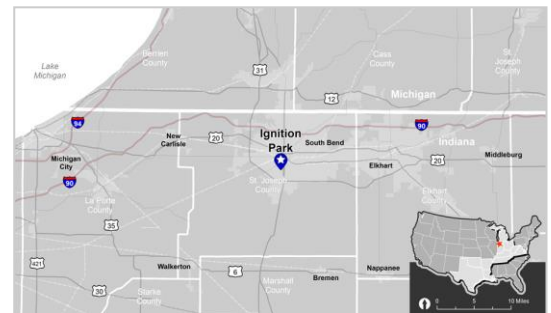 Lake
Michigan
Berrien
County
Cass
County
St.
Joseph
County
31
12
Michigan
94
90
New
Carlisle
20
Ignition
Park
South Bend
Indiana
Michigan
City
Elkhart
20
Middleburg
90
St. Joseph
County
Elkhart
County
La Porte
County
35
421
Walkerton
6
Marshall
County
Bremen
Nappanee
30
Starke
County
0 5 10 Miles